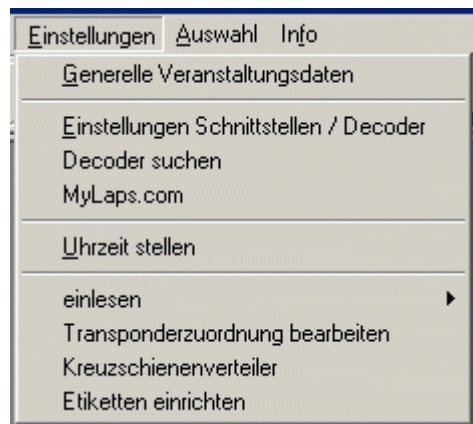 Einstellungen Auswahl Info
Generelle Veranstaltungsdaten
Einstellungen Schnittstellen / Decoder
Decoder suchen
MyLaps.com
Uhrzeit stellen
einlesen
Transponderzuordnung bearbeiten
Kreuzschienenverteiler
Etiketten einrichten